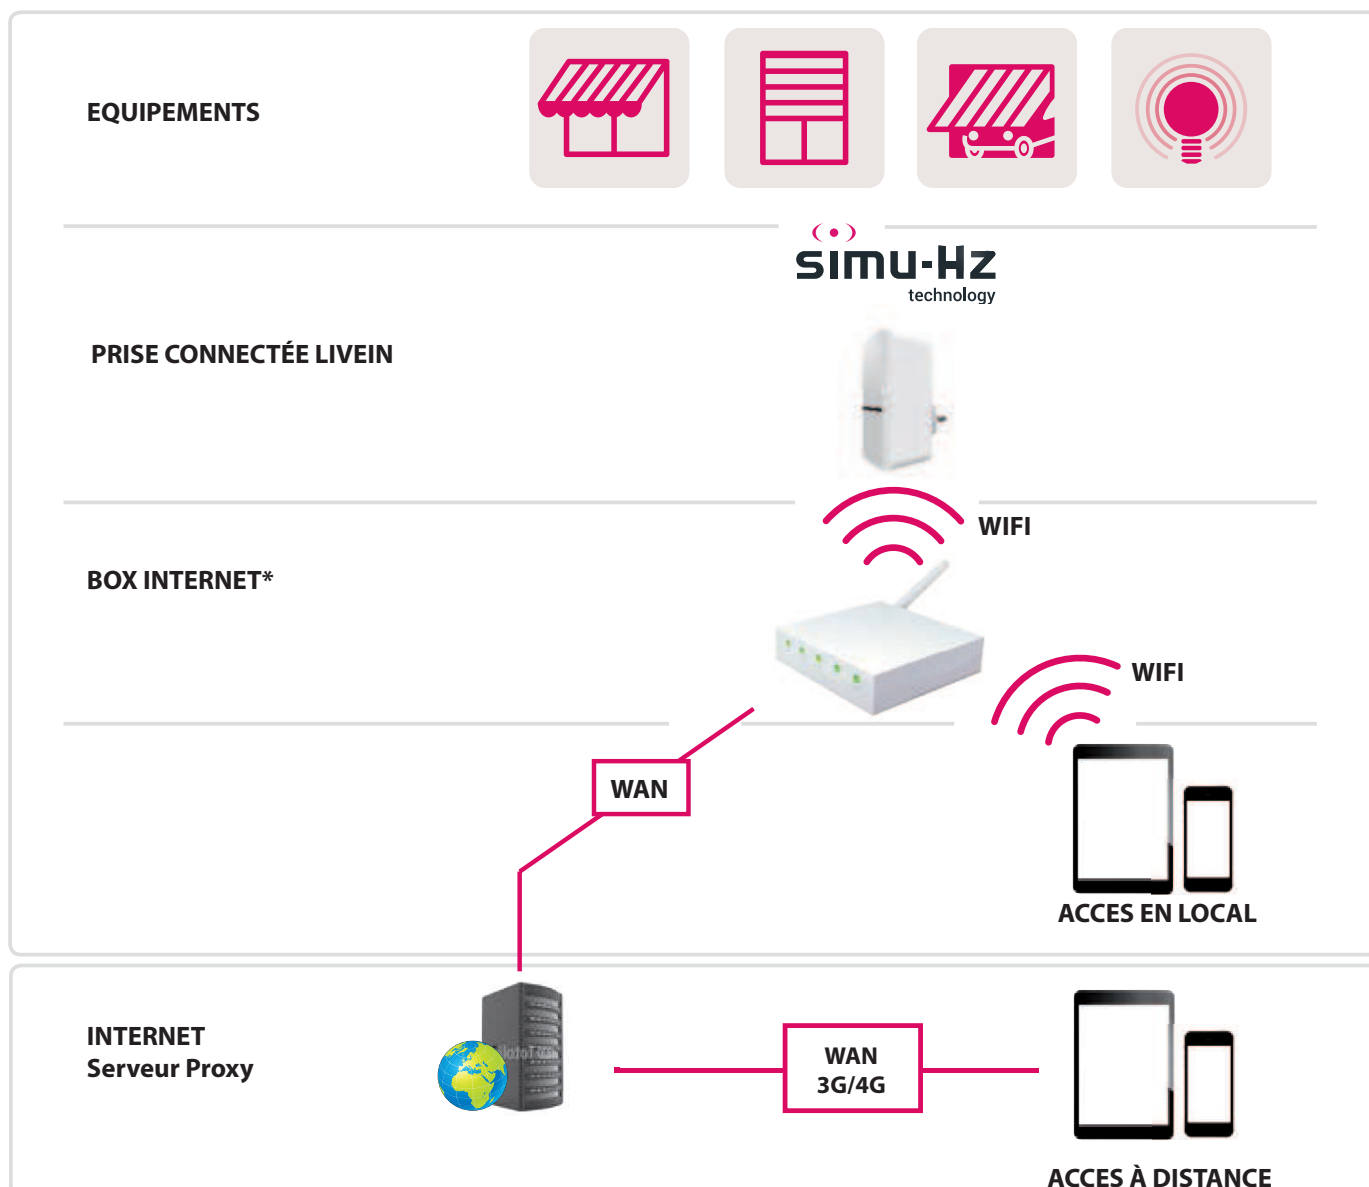 EQUIPEMENTS
simu-Hz
technology
PRISE CONNECTÉE LIVEIN
WIFI
BOX INTERNET*
WIFI
WAN
ACCES EN LOCAL
INTERNET
Serveur Proxy
WAN
3G/4G
ACCES À DISTANCE